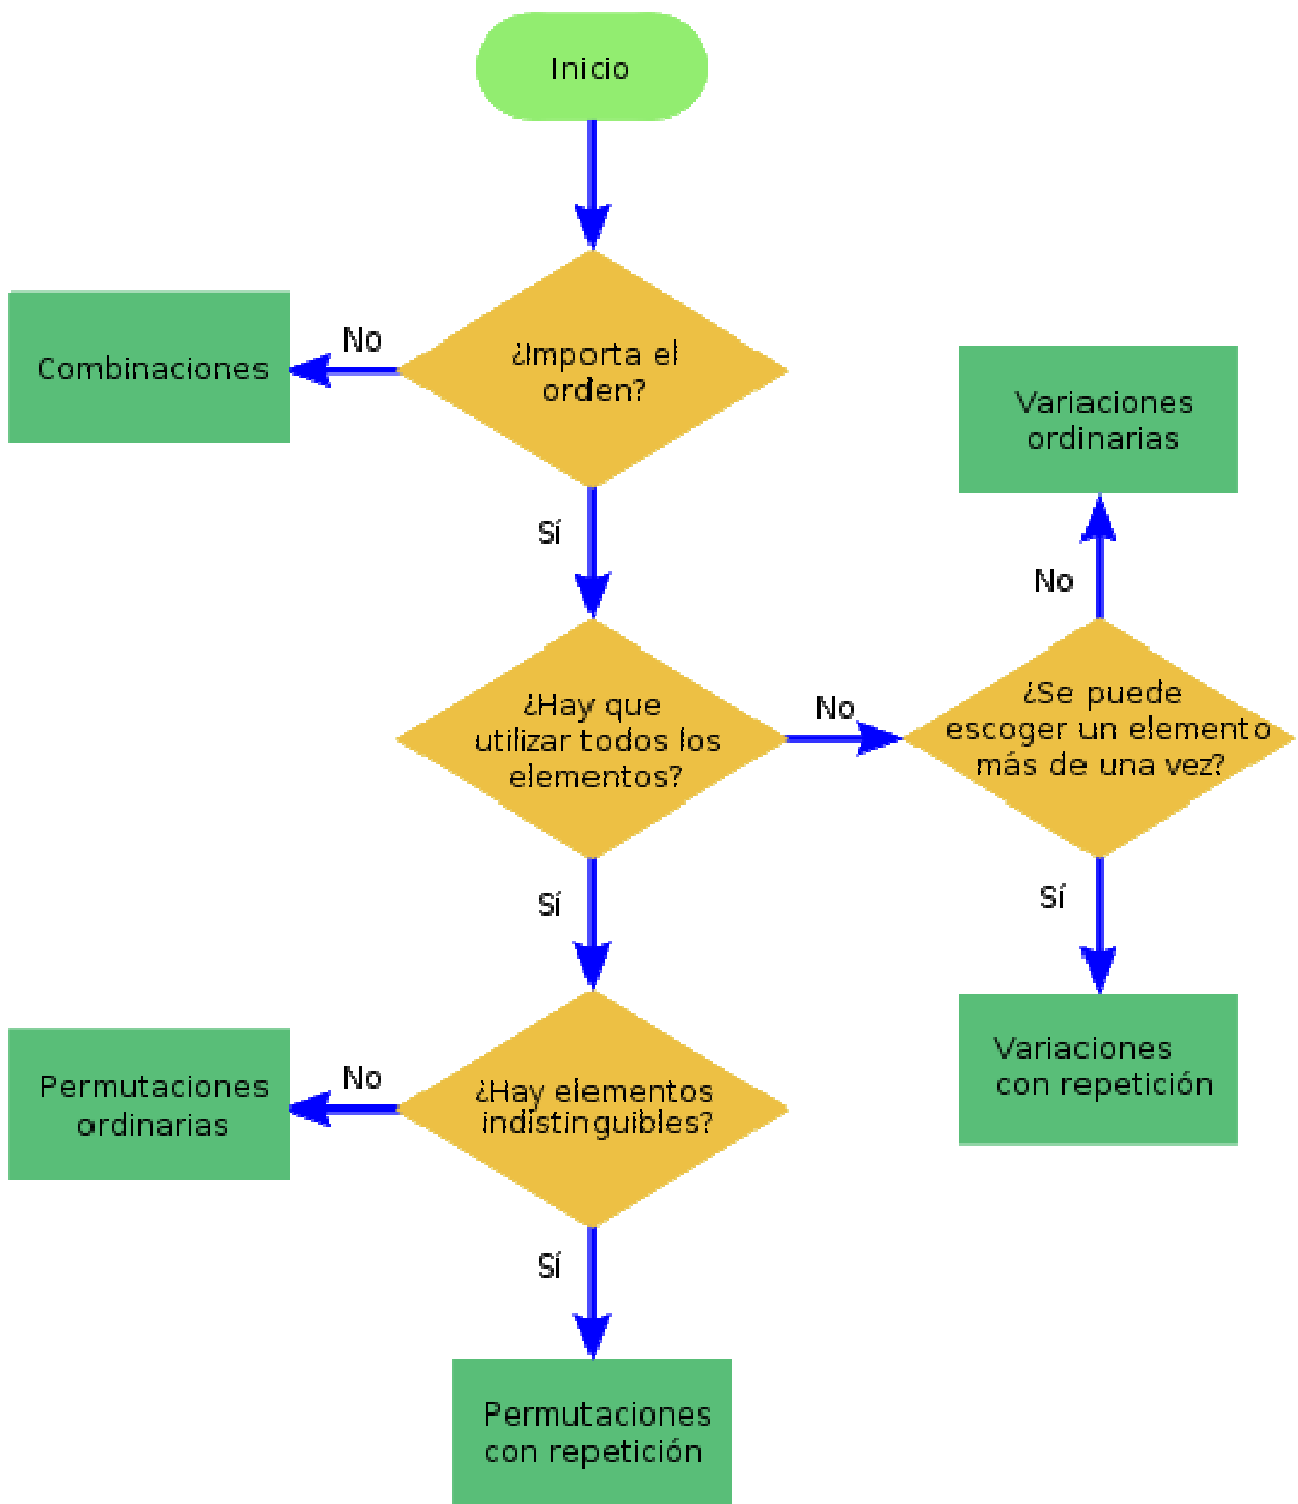 Inicio
No
¿Importa el
orden?
Combinaciones
Variaciones
ordinarias
Sí
No
¿Hay que
utilizar todos los
elementos?
No
¿Se puede
escoger un elemento
más de una vez?
Sí
Sí
Variaciones
con repetición
Permutaciones
ordinarias
No
¿Hay elementos
indistinguibles?
Sí
Permutaciones
con repetición